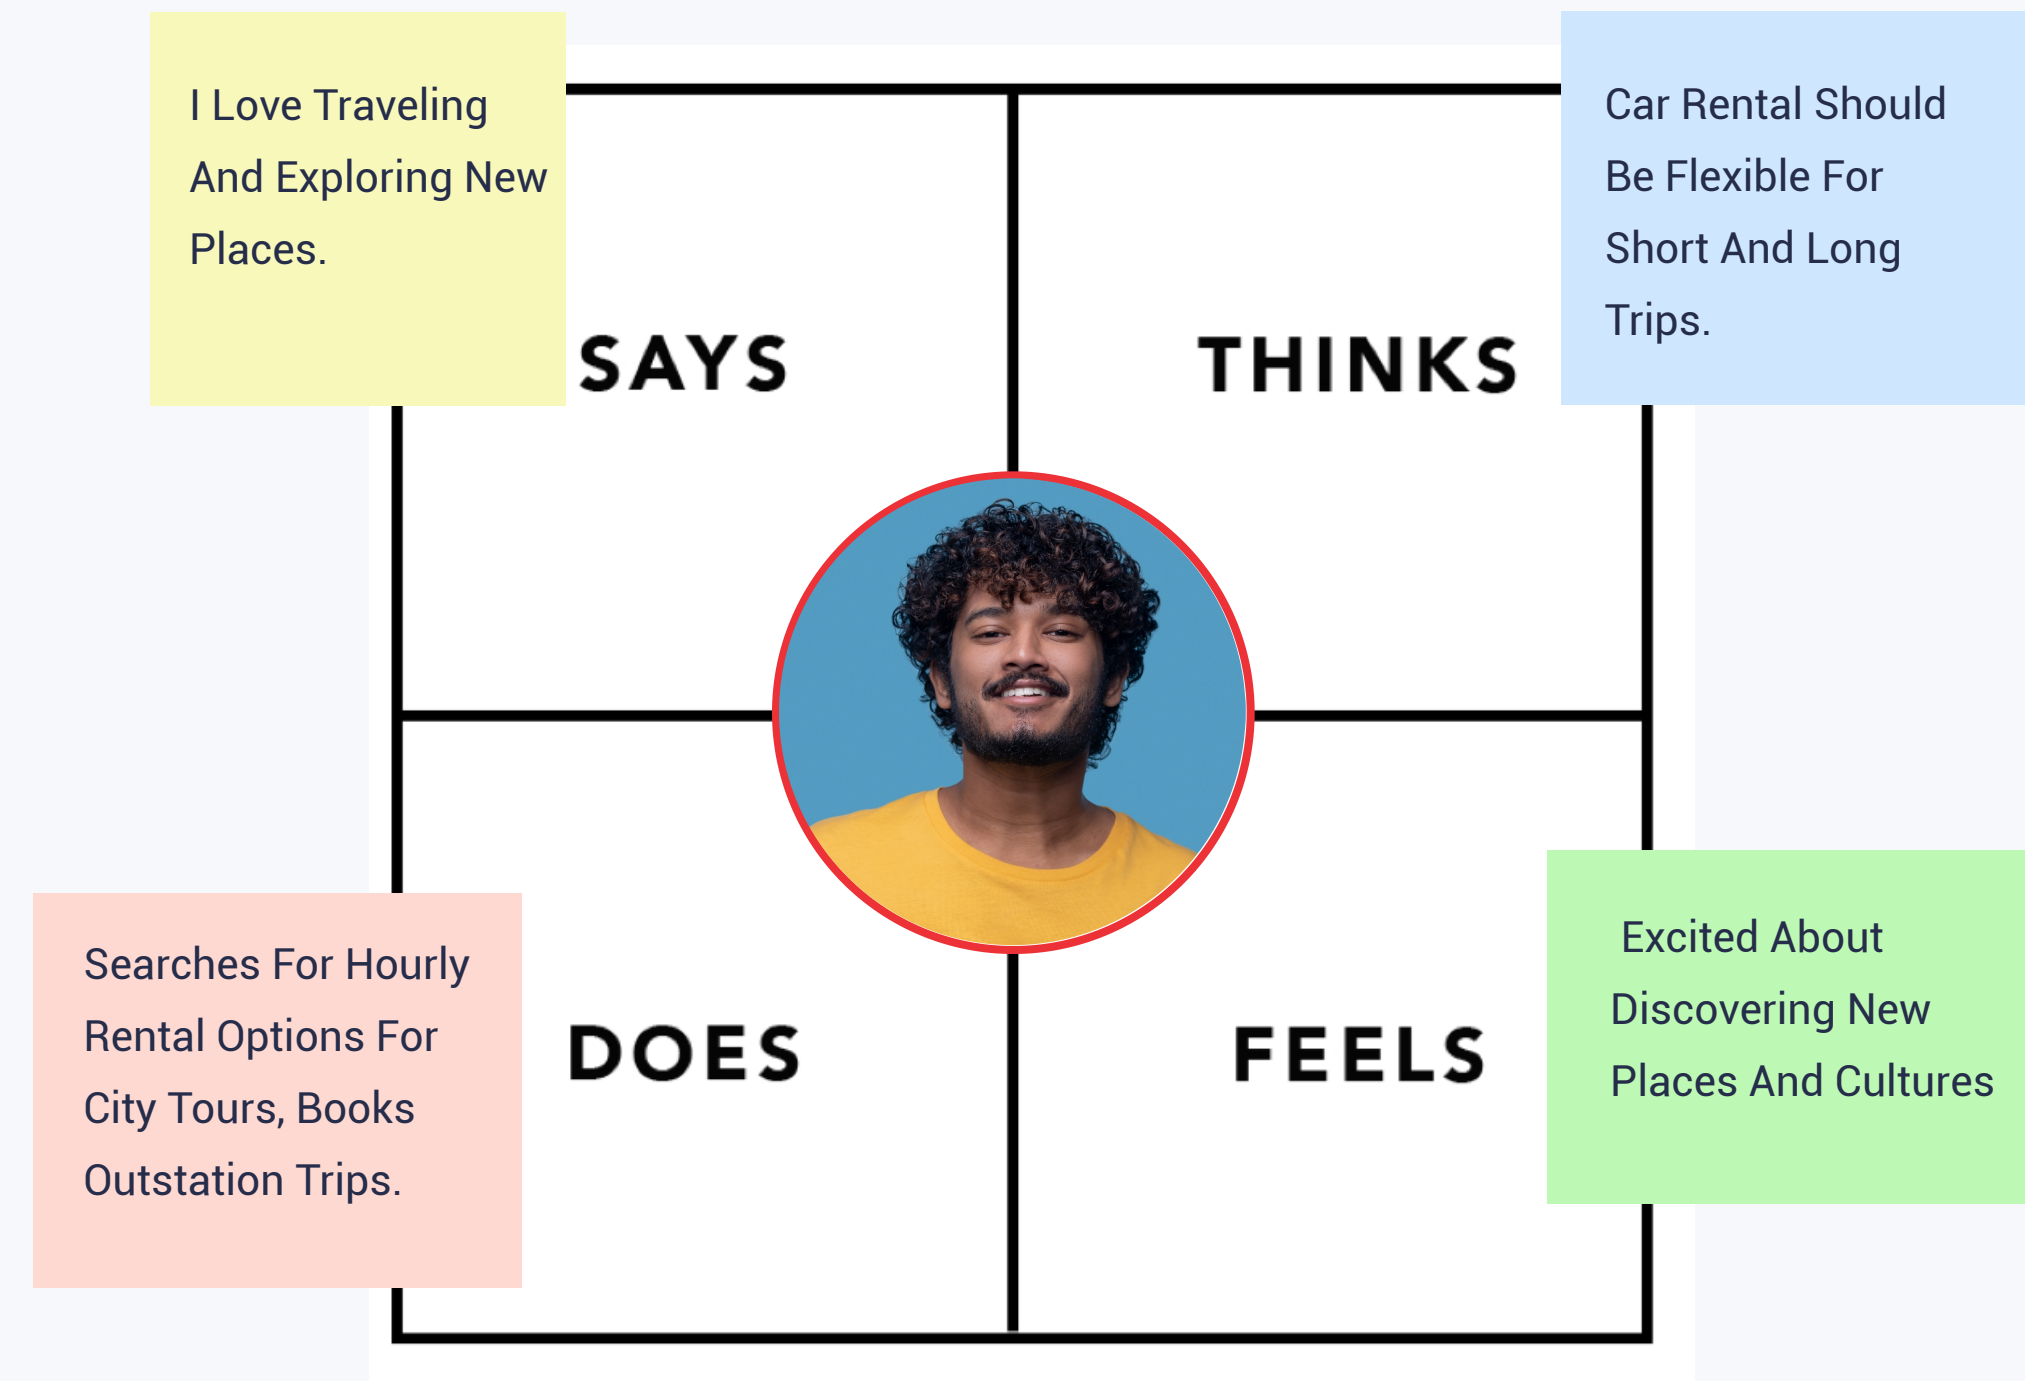 I Love Traveling
And Exploring New
Places.
SAYS
THINKS
Car Rental Should
Be Flexible For
Short And Long
Trips.
Searches For Hourly
Rental Options For
City Tours, Books
Outstation Trips.
DOES
FEELS
Excited About
Discovering New
Places And Cultures